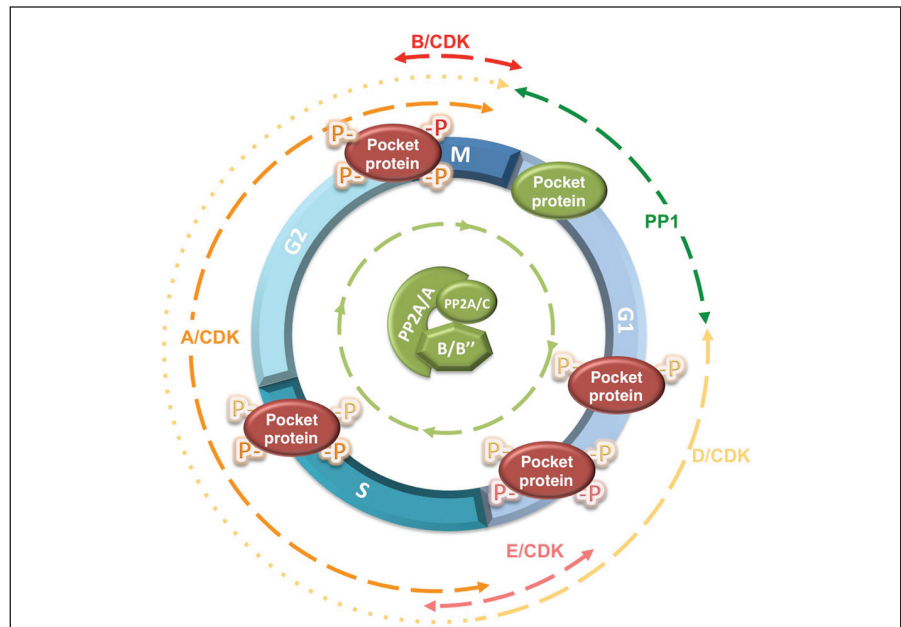 B/CDK
P-
-P
Pocket
protein
P-
-P
M
Pocket
protein
PP1
G2
PP2A/A
PP2A/C
B/B’’
G1
A/CDK
P-
-P
Pocket
protein
P-
-P
Pocket
protein
P-
-P
D/CDK
P-
-P
Pocket
protein
P-
-P
S
E/CDK